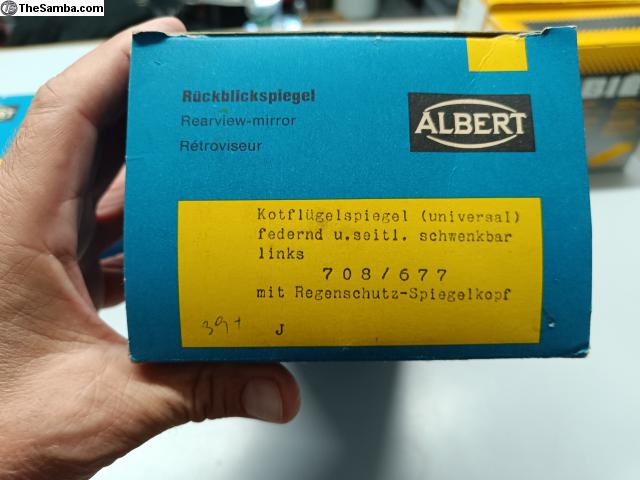 TheSamba.com
Rückblickspiegel
Rearview-mirror
Rétroviseur
ALBERT
Kotflügelspiegel (universal)
federnd u.seitl. schwenkbar
links
708/677
mit Regenschutz-Spiegelkopf
J